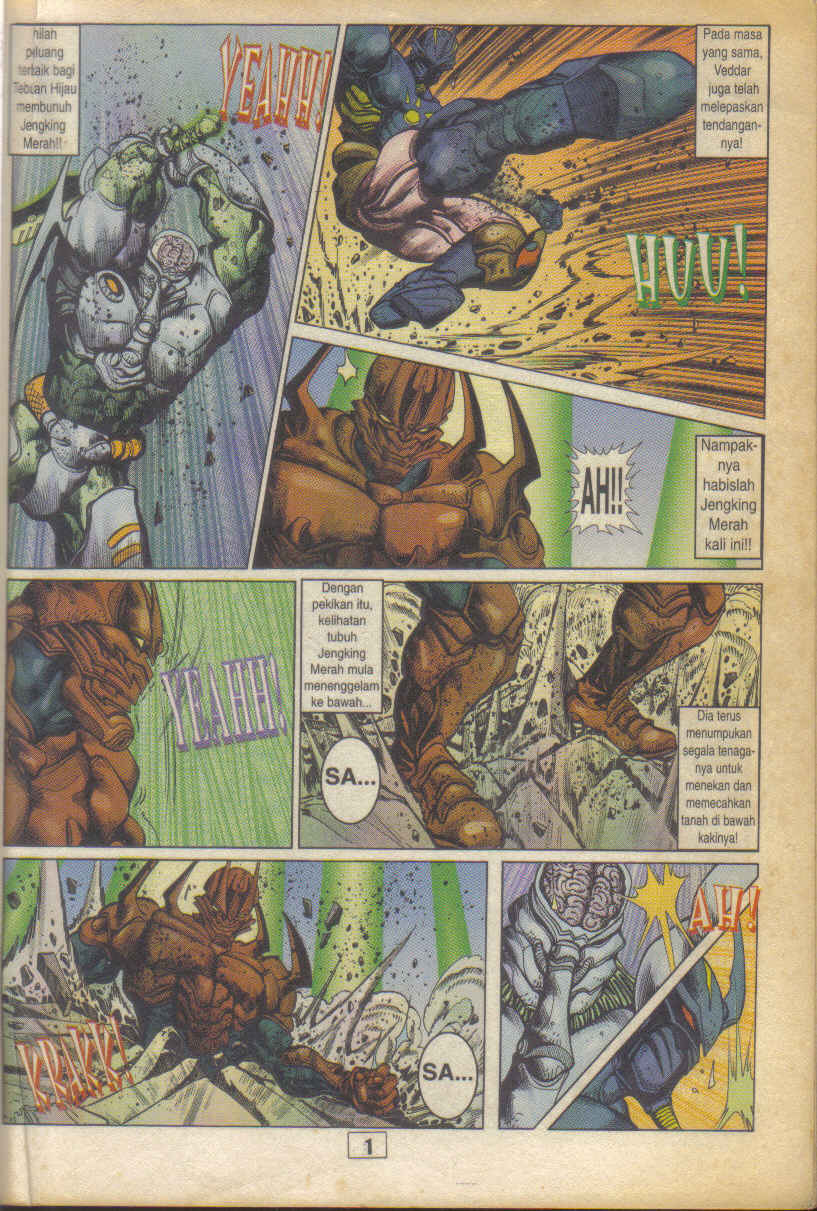 Inilah
peluang
terbaik bagi
Tebuan Hijau
membunuh
Jengking
Merah!!
YEAHH!
Pada masa
yang sama,
Veddar
juga telah
melepaskan
tendangan-
nya!
HUU!
AH!!
Nampak-
nya
habislah
Jengking
Merah
kali ini!!
YEAHH!
Dengan
pekikan itu,
kelihatan
tubuh
Jengking
Merah mula
menenggelam
ke bawah...
SA...
Dia terus
menumpukan
segala tenaga-
nya untuk
menekan dan
memecahkan
tanah di bawah
kakinya!
KRAKK!
SA...
AH!
1